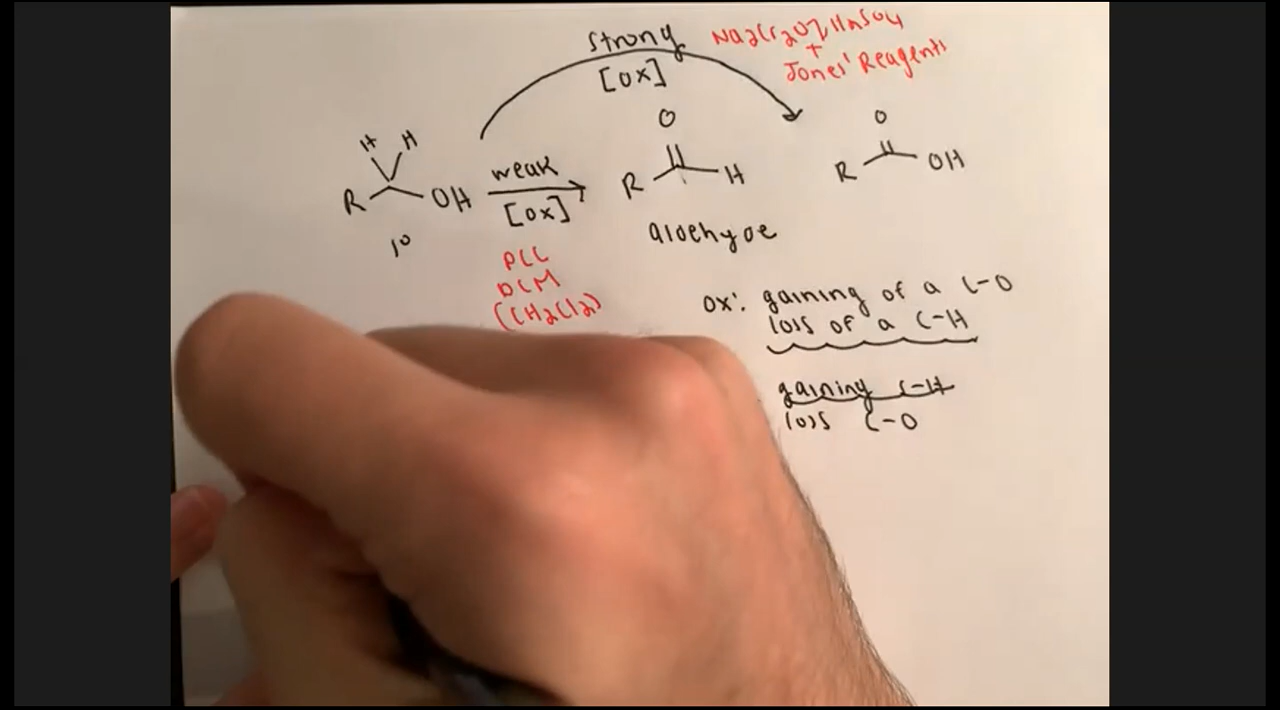 strong
[ox]
Na2Cr2O7, H2SO4
+
Jones' Reagents
H H
R OH
1°
weak
[ox]
PCC
DCM
(CH2Cl2)
O
R H
aldehyde
O
R OH
ox: gaining of a C-O
loss of a C-H
gaining C-H
loss C-O